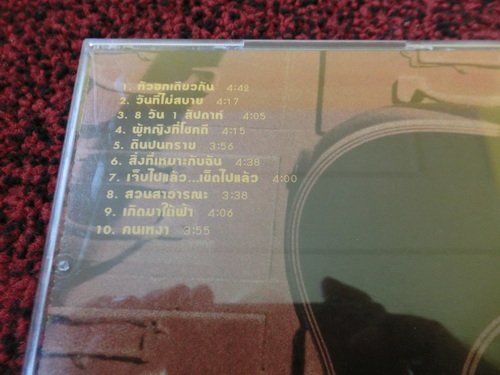 1. หัวอกเดียวกัน 4:42
2. วันที่ไม่สบาย 4:17
3. 8 วัน 1 สัปดาห์ 4:05
4. ผู้หญิงที่โชคดี 4:15
5. ดินปนทราย 3:56
6. สิ่งที่เหมาะกับฉัน 4:38
7. เจ็บไปแล้ว...เข็ดไปแล้ว 4:00
8. สวนสาธารณะ 3:38
9. เกิดมาใต้ฟ้า 4:06
10. คนเหงา 3:55